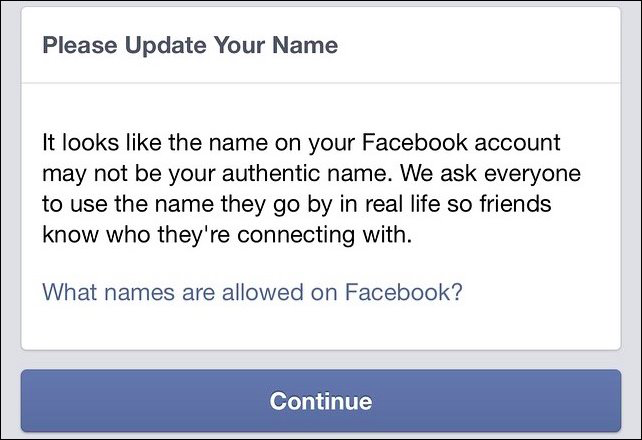 Please Update Your Name
It looks like the name on your Facebook account
may not be your authentic name. We ask everyone
to use the name they go by in real life so friends
know who they're connecting with.
What names are allowed on Facebook?
Continue